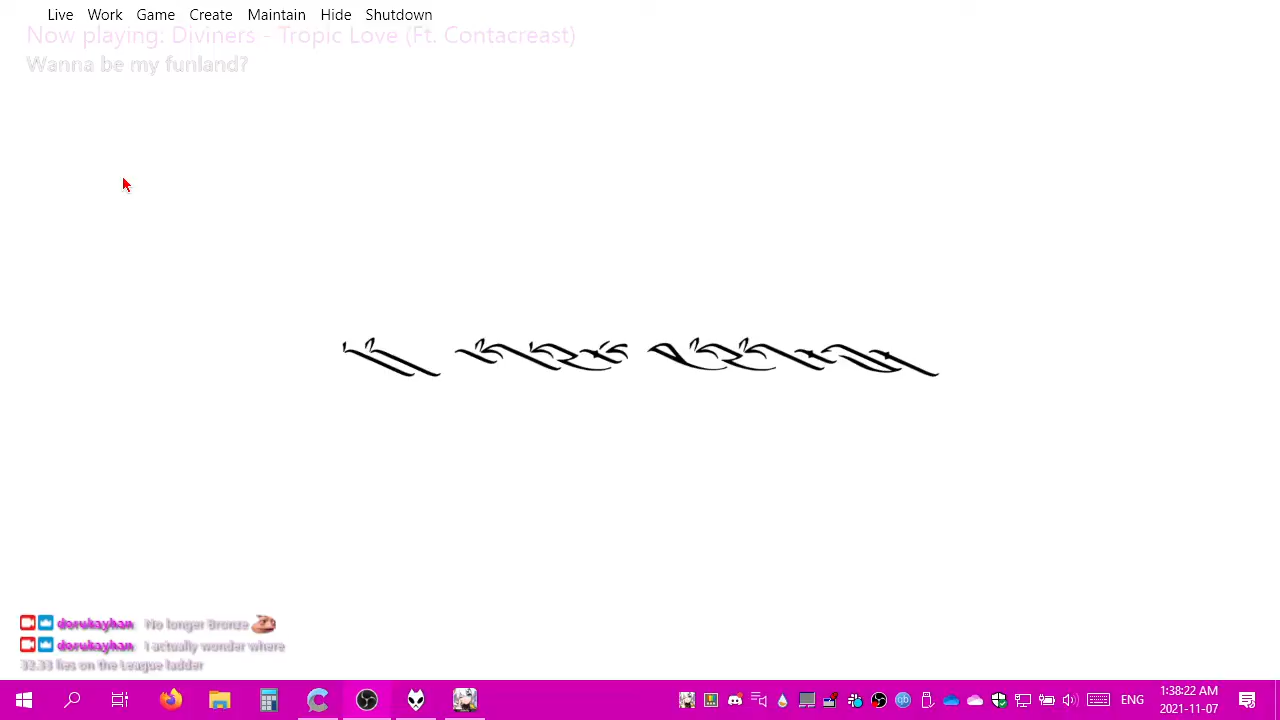 Live Work Game Create Maintain Hide Shutdown
Now playing: Diviners - Tropic Love (Ft. Contacreast)
Wanna be my funland?
dorukayhan No longer Bronze
dorukayhan I actually wonder where
32.33 lies on the League ladder
ENG
1:38:22 AM
2021-11-07